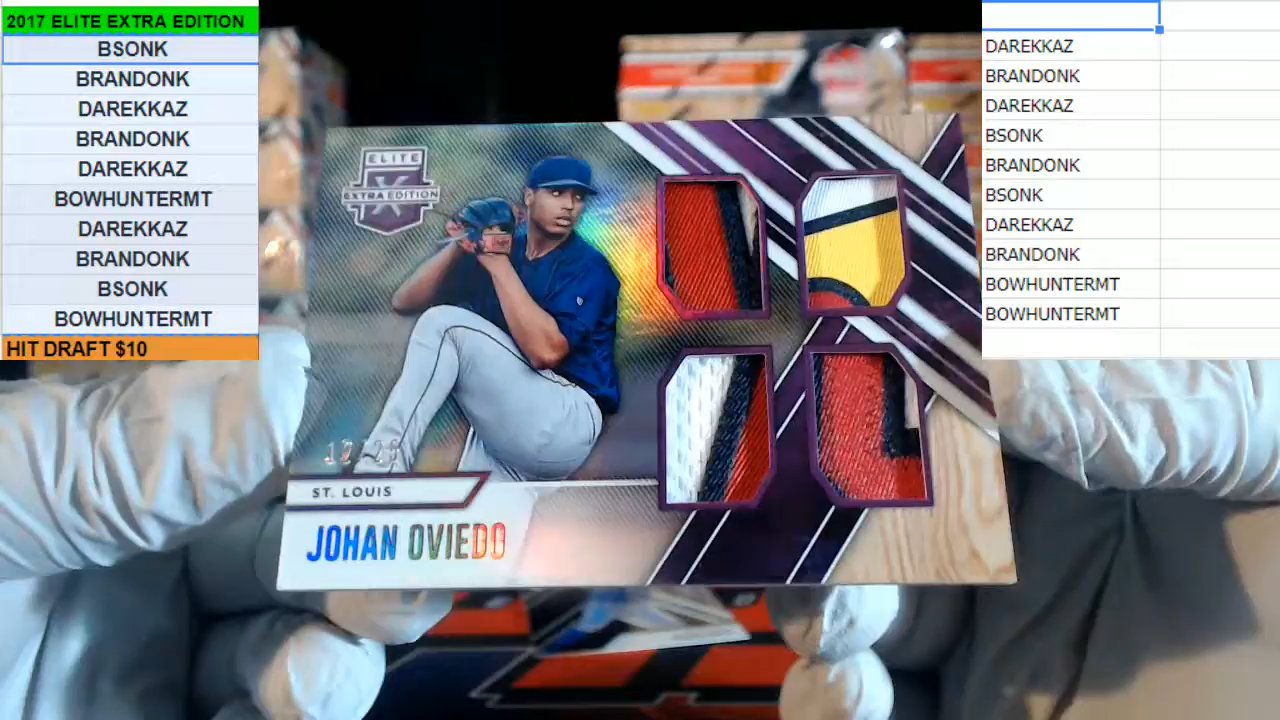 2017 ELITE EXTRA EDITION
BSONK
BRANDONK
DAREKKAZ
BRANDONK
DAREKKAZ
BOWHUNTERMT
DAREKKAZ
BRANDONK
BSONK
BOWHUNTERMT
HIT DRAFT $10
ELITE
EXTRA EDITION
ST. LOUIS
JOHAN OVIEDO
DAREKKAZ
BRANDONK
DAREKKAZ
BSONK
BRANDONK
BSONK
DAREKKAZ
BRANDONK
BOWHUNTERMT
BOWHUNTERMT